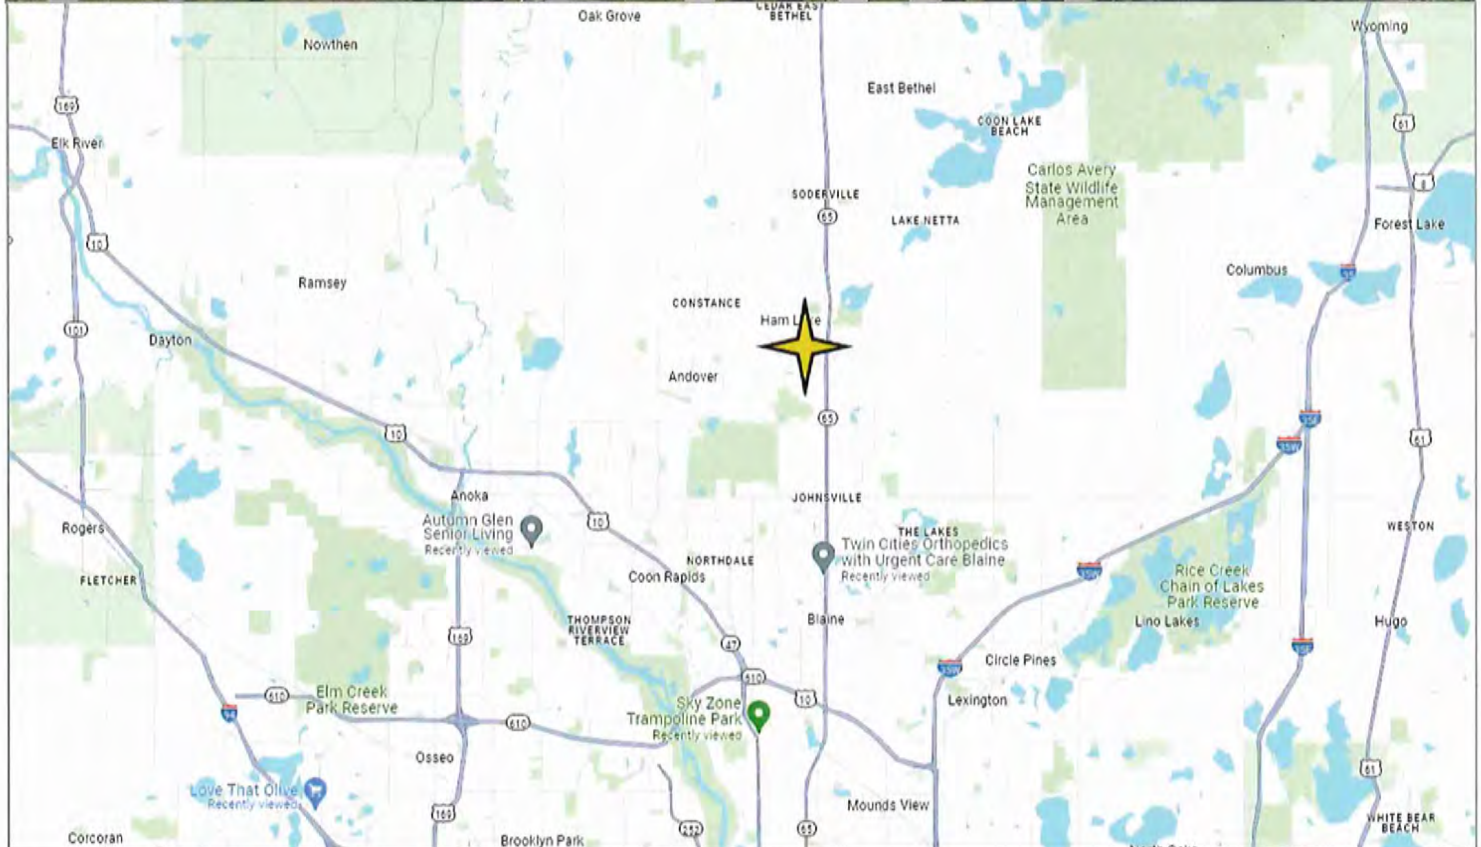 CEDAR EAST
BETHEL
Oak Grove
Wyoming
Nowthen
East Bethel
169
61
COON LAKE
BEACH
Elk River
Carlos Avery
State Wildlife
Management
Area
8
SODERVILLE
65
LAKE NETTA
Forest Lake
10
Columbus
35
Ramsey
CONSTANCE
Ham
101
Dayton
Andover
65
35E
10
35W
61
Anoka
JOHNSVILLE
Autumn Glen
Senior Living
Recently viewed
10
Rogers
WESTON
THE LAKES
Twin Cities Orthopedics
with Urgent Care Blaine
Recently viewed
NORTHDALE
Coon Rapids
35W
FLETCHER
Rice Creek
Chain of Lakes
Park Reserve
THOMPSON
RIVERVIEW
TERRACE
Blaine
Lino Lakes
Hugo
169
47
35E
Circle Pines
35W
610
Elm Creek
Park Reserve
610
10
Lexington
Sky Zone
Trampoline Park
Recently viewed
94
610
Osseo
61
Love That Olive
Recently viewed
Mounds View
169
252
65
WHITE BEAR
BEACH
Corcoran
Brooklyn Park